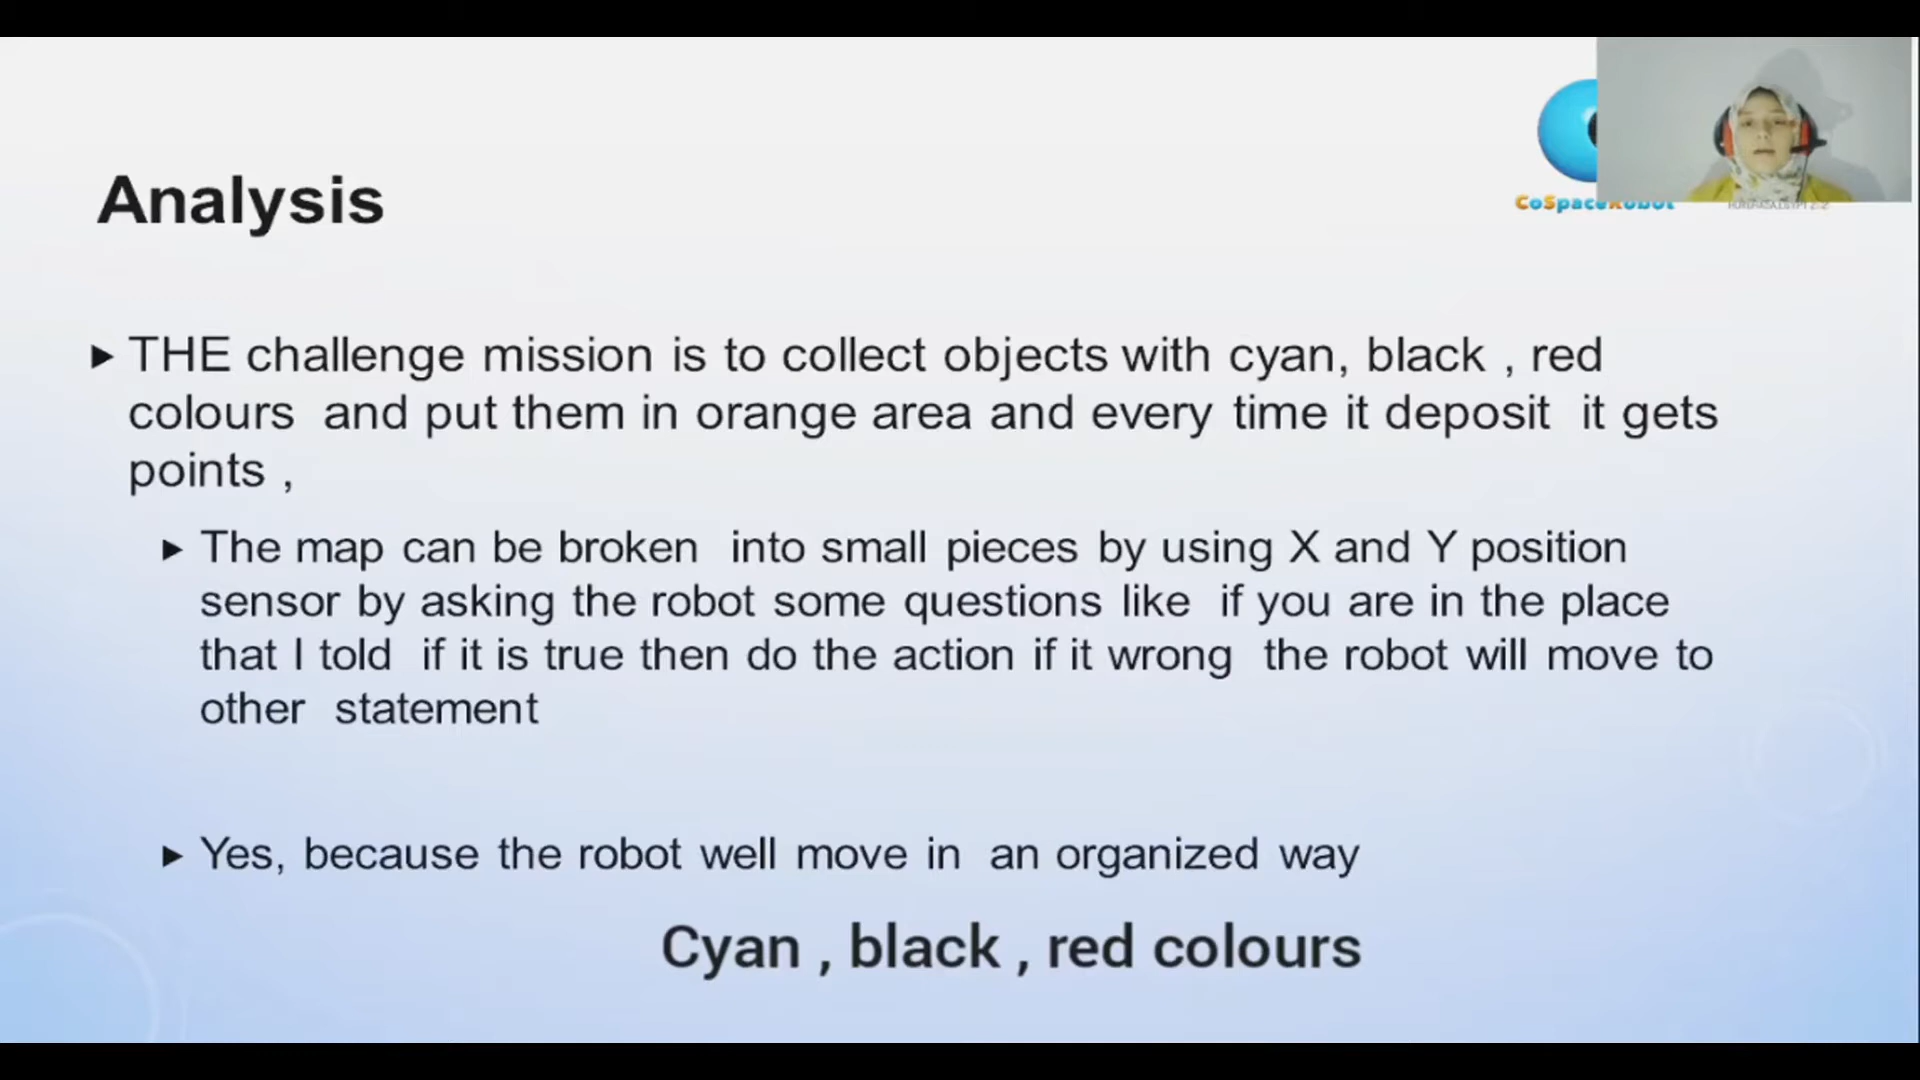 CoSpaceRobot
Analysis
THE challenge mission is to collect objects with cyan, black , red
colours and put them in orange area and every time it deposit it gets
points ,
The map can be broken into small pieces by using X and Y position
sensor by asking the robot some questions like if you are in the place
that I told if it is true then do the action if it wrong the robot will move to
other statement
Yes, because the robot well move in an organized way
Cyan , black , red colours